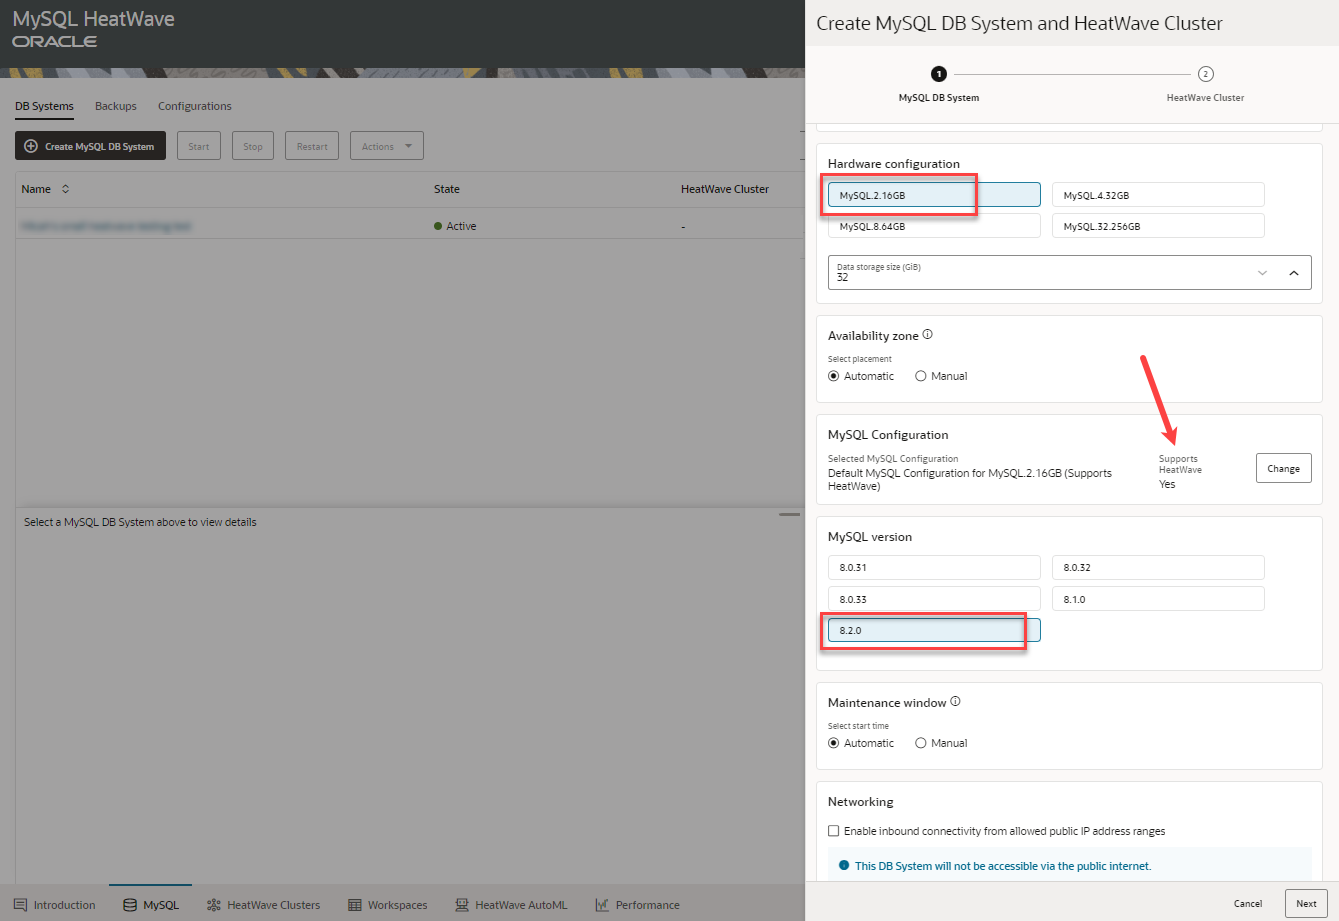 MySQL HeatWave
ORACLE
DB Systems Backups Configurations
Create MySQL DB System Start Stop Restart Actions
Name State HeatWave Cluster
Active -
Select a MySQL DB System above to view details
Introduction MySQL HeatWave Clusters Workspaces HeatWave AutoML Performance
Create MySQL DB System and HeatWave Cluster
1 2
MySQL DB System HeatWave Cluster
Hardware configuration
MySQL.2.16GB MySQL.4.32GB
MySQL.8.64GB MySQL.32.256GB
Data storage size (GiB)
32
Availability zone
Select placement
Automatic Manual
MySQL Configuration
Selected MySQL Configuration
Default MySQL Configuration for MySQL.2.16GB (Supports
HeatWave)
Supports
HeatWave
Yes
Change
MySQL version
8.0.31 8.0.32
8.0.33 8.1.0
8.2.0
Maintenance window
Select start time
Automatic Manual
Networking
Enable inbound connectivity from allowed public IP address ranges
This DB System will not be accessible via the public internet.
Cancel Next